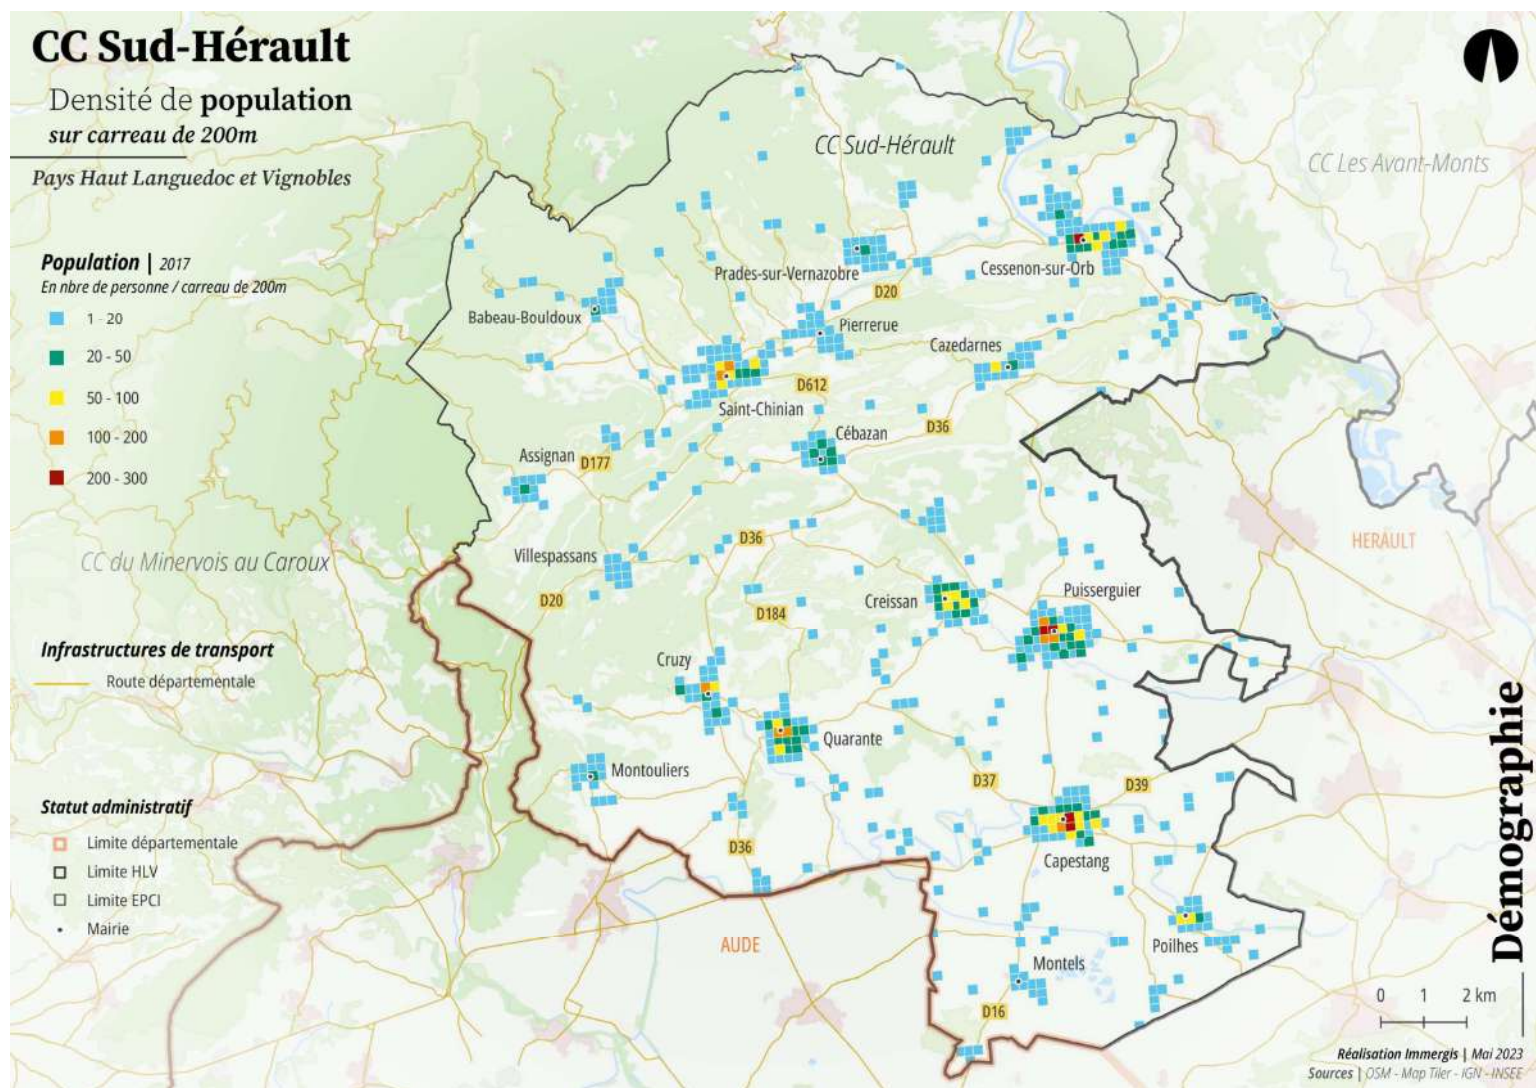 CC Sud-Hérault
Densité de population
sur carreau de 200m
Pays Haut Languedoc et Vignobles
Population | 2017
En nbre de personne / carreau de 200m
1 - 20
20 - 50
50 - 100
100 - 200
200 - 300
CC du Minervois au Caroux
Infrastructures de transport
Route départementale
Statut administratif
Limite départementale
Limite HLV
Limite EPCI
Mairie
CC Sud-Hérault
CC Les Avant-Monts
Prades-sur-Vernazobre
Cessenon-sur-Orb
D20
Babeau-Bouldoux
Pierrerue
Cazedarnes
D612
Saint-Chinian
D36
Cébazan
Assignan
D177
HERAULT
D36
Villespassans
Puisserguier
D20
Creissan
D184
Cruzy
Quarante
Montouliers
D37
D39
D36
Capestang
AUDE
Poilhes
Montels
D16
Démographie
0 1 2 km
Réalisation Immergis | Mai 2023
Sources | OSM - Map Tiler - IGN - INSEE